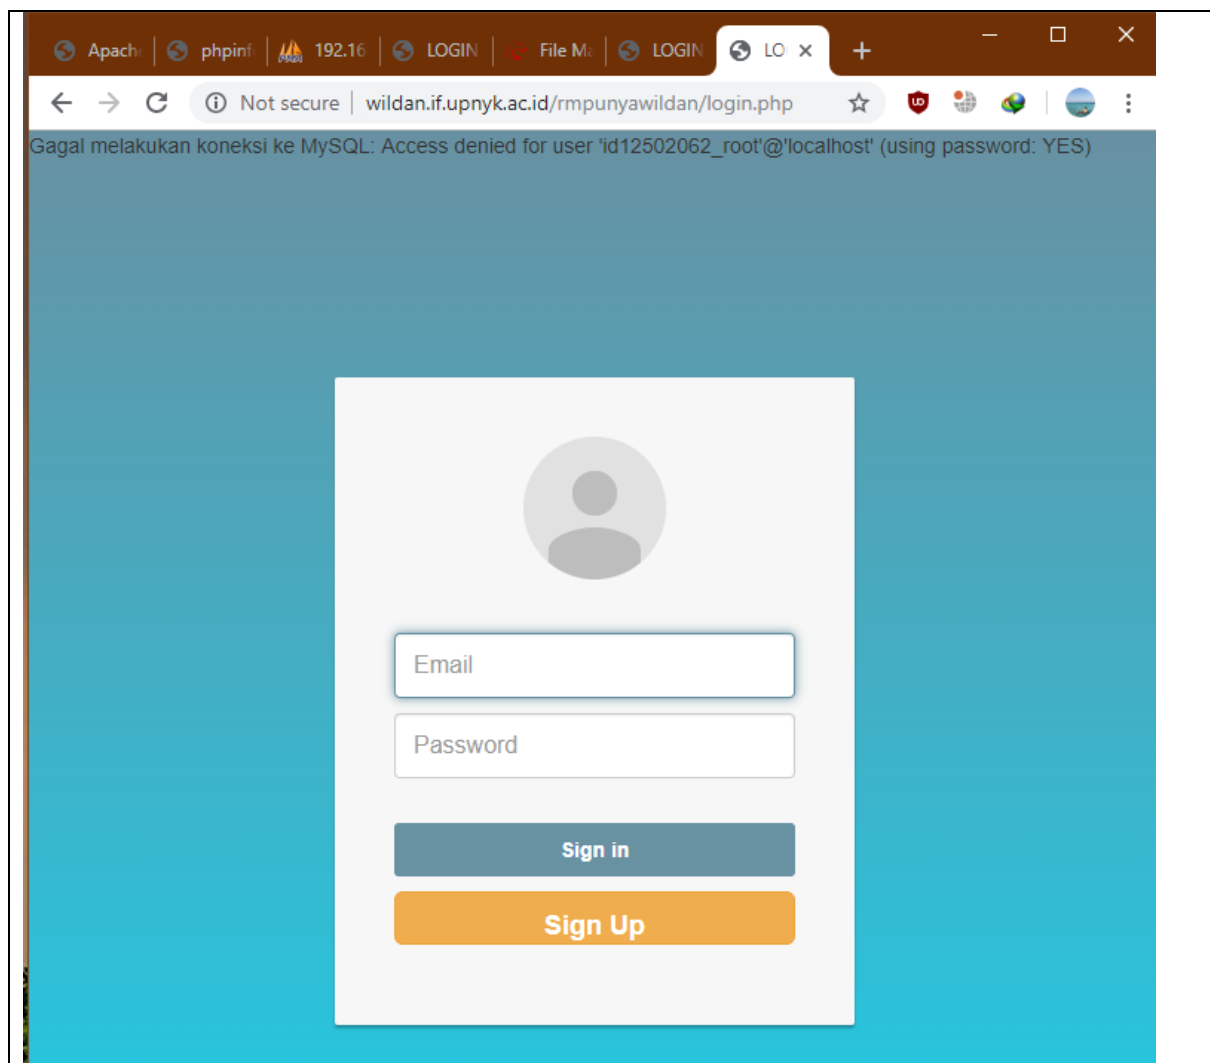 Apach phpinf 192.16 LOGIN File Ma LOGIN LO
Not secure wildan.if.upnyk.ac.id/rmpunyawildan/login.php
Gagal melakukan koneksi ke MySQL: Access denied for user 'id12502062_root'@'localhost' (using password: YES)
Email
Password
Sign in
Sign Up